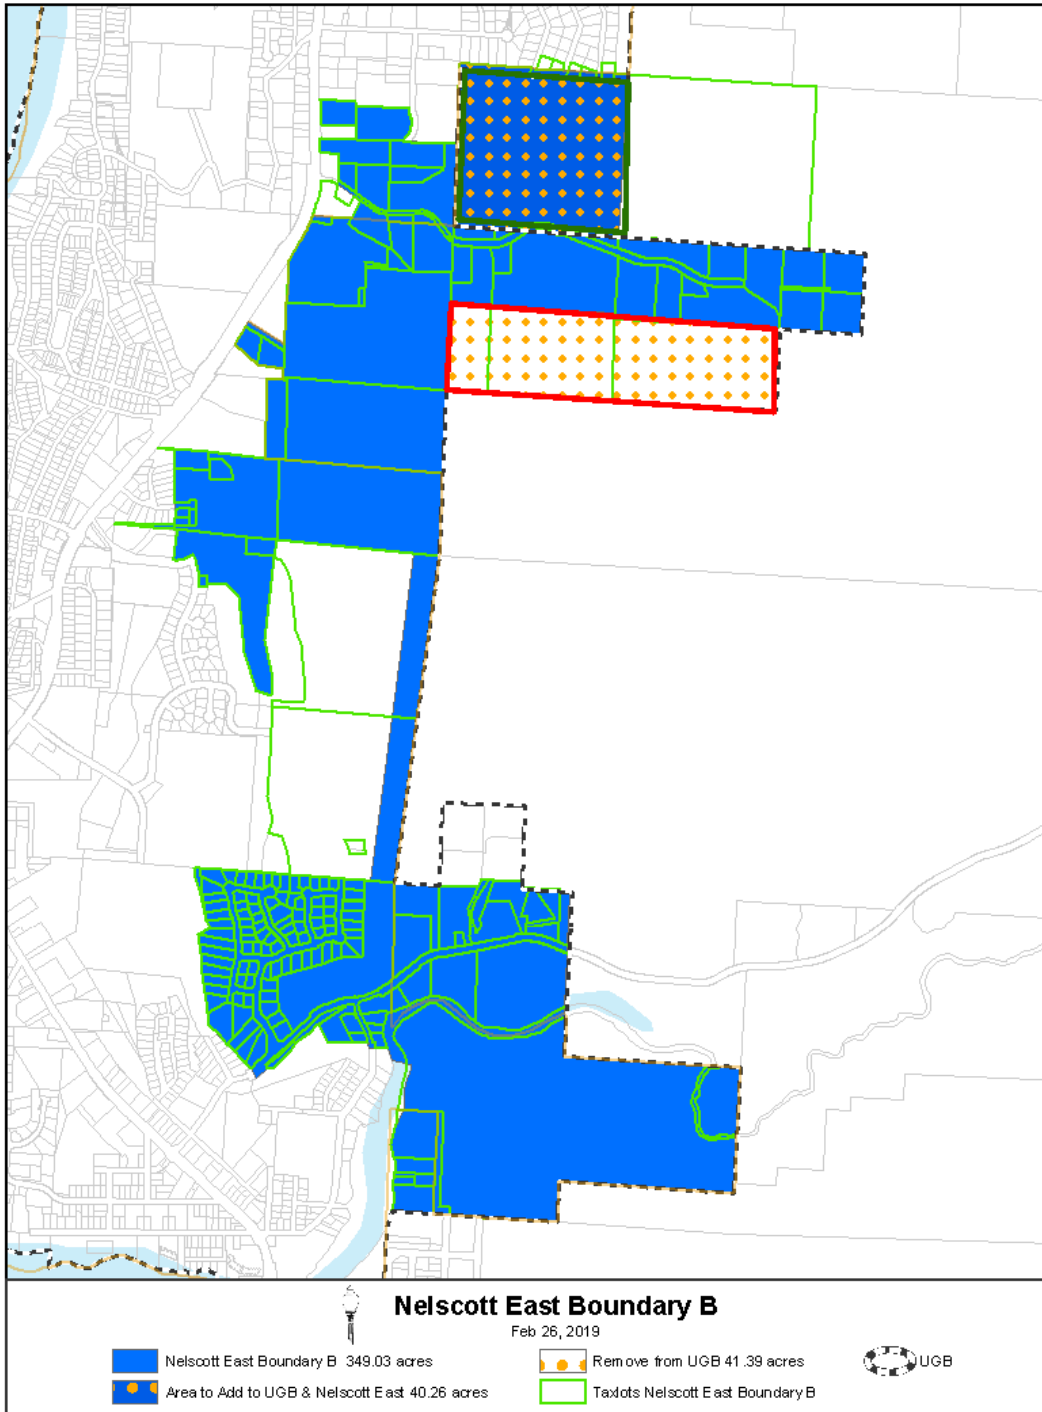 Nelscott East Boundary B
Feb 26, 2019
Nelscott East Boundary B 349.03 acres
Remove from UGB 41.39 acres
UGB
Area to Add to UGB & Nelscott East 40.26 acres
Taxlots Nelscott East Boundary B